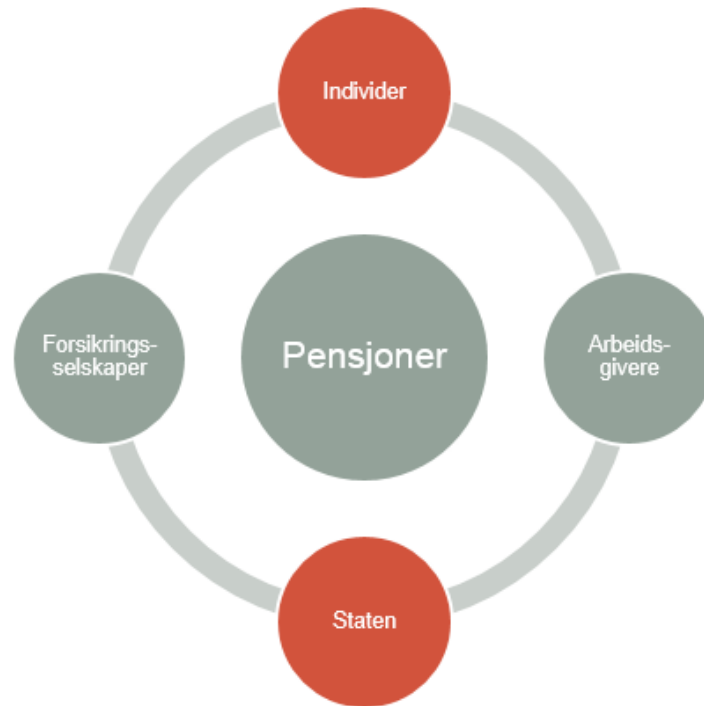 Individer
Forsikrings-
selskaper
Pensjoner
Arbeids-
givere
Staten